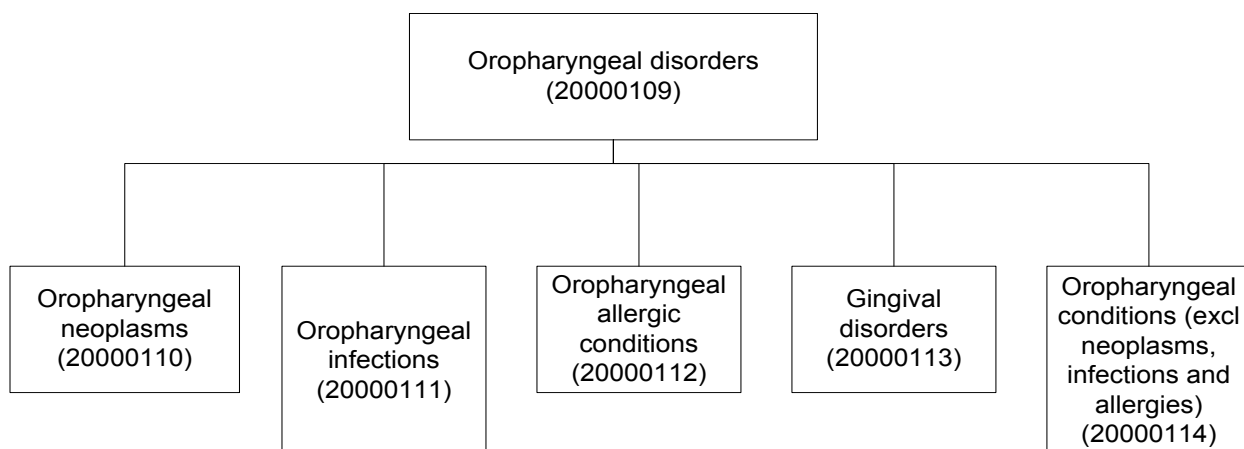 Oropharyngeal disorders
(20000109)
Oropharyngeal
neoplasms
(20000110)
Oropharyngeal
infections
(20000111)
Oropharyngeal
allergic
conditions
(20000112)
Gingival
disorders
(20000113)
Oropharyngeal
conditions (excl
neoplasms,
infections and
allergies)
(20000114)